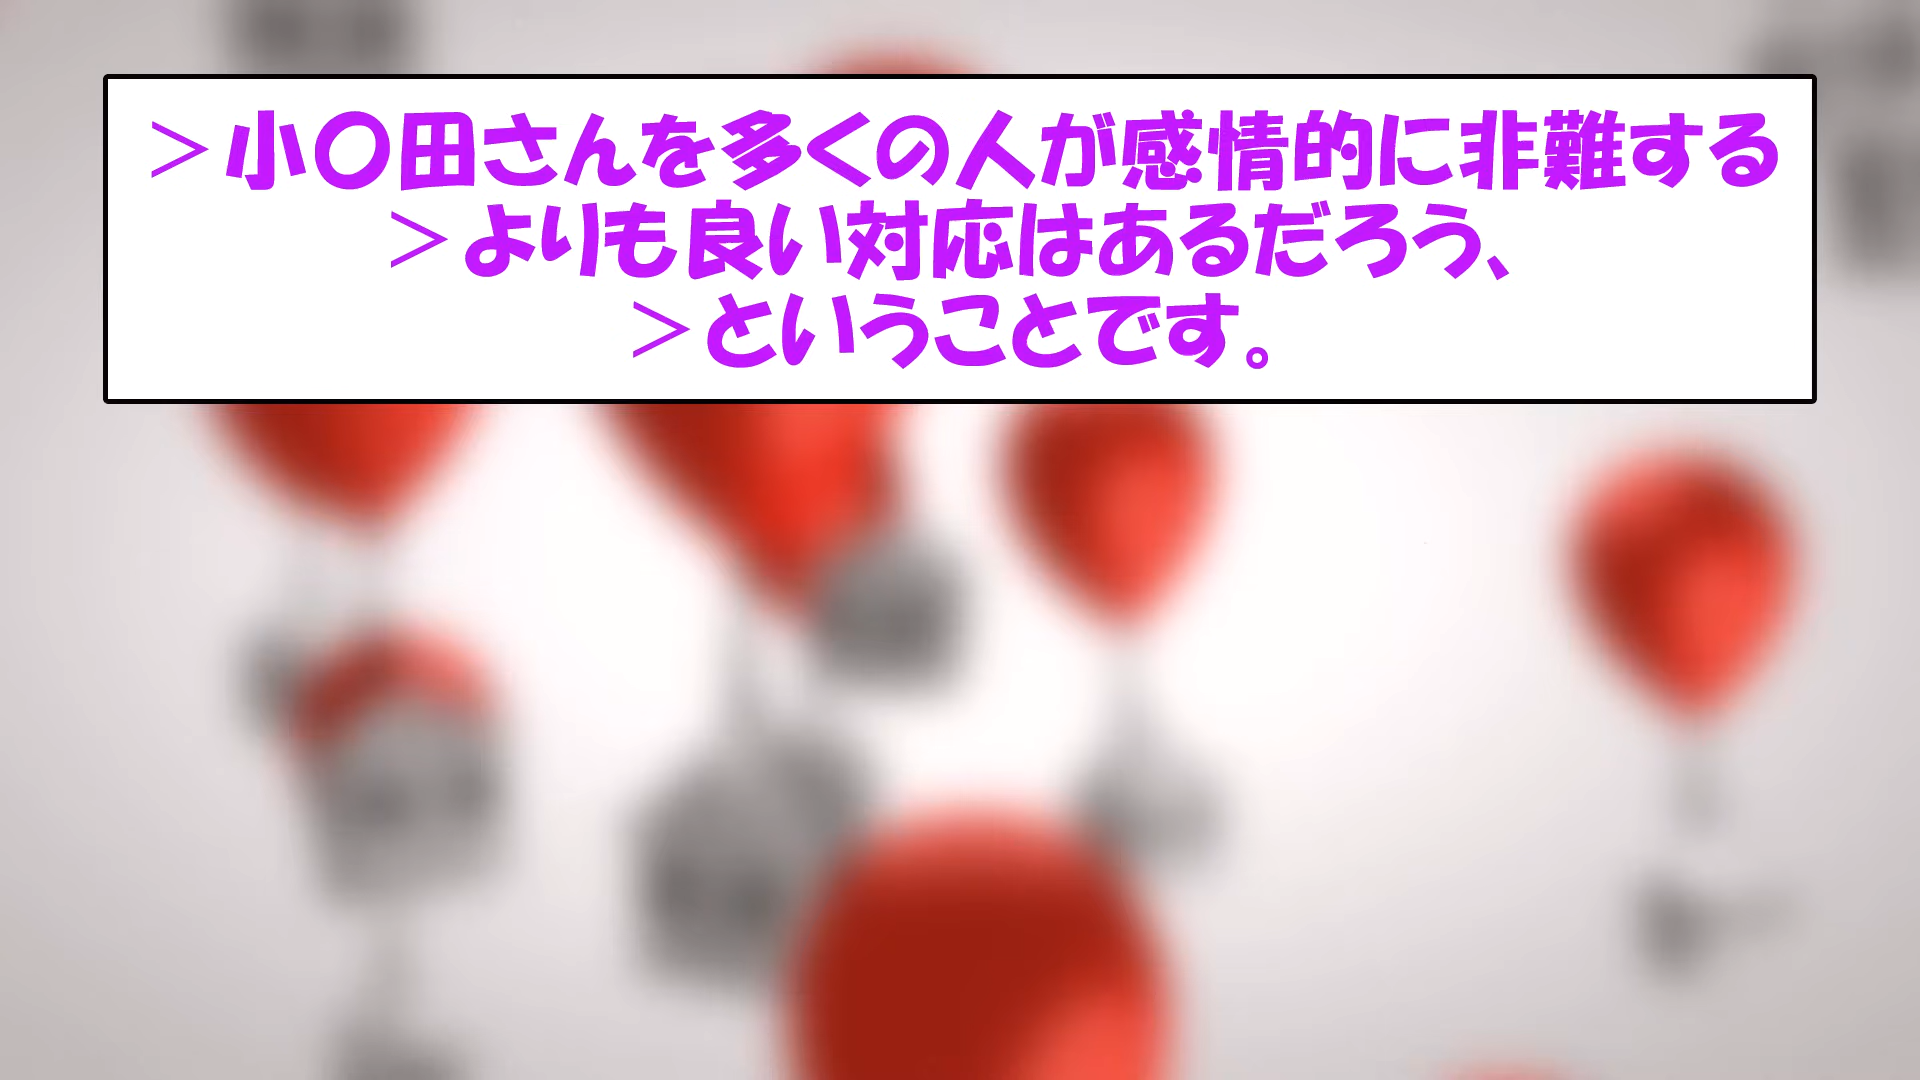 ＞小〇田さんを多くの人が感情的に非難する
＞よりも良い対応はあるだろう、
＞ということです。